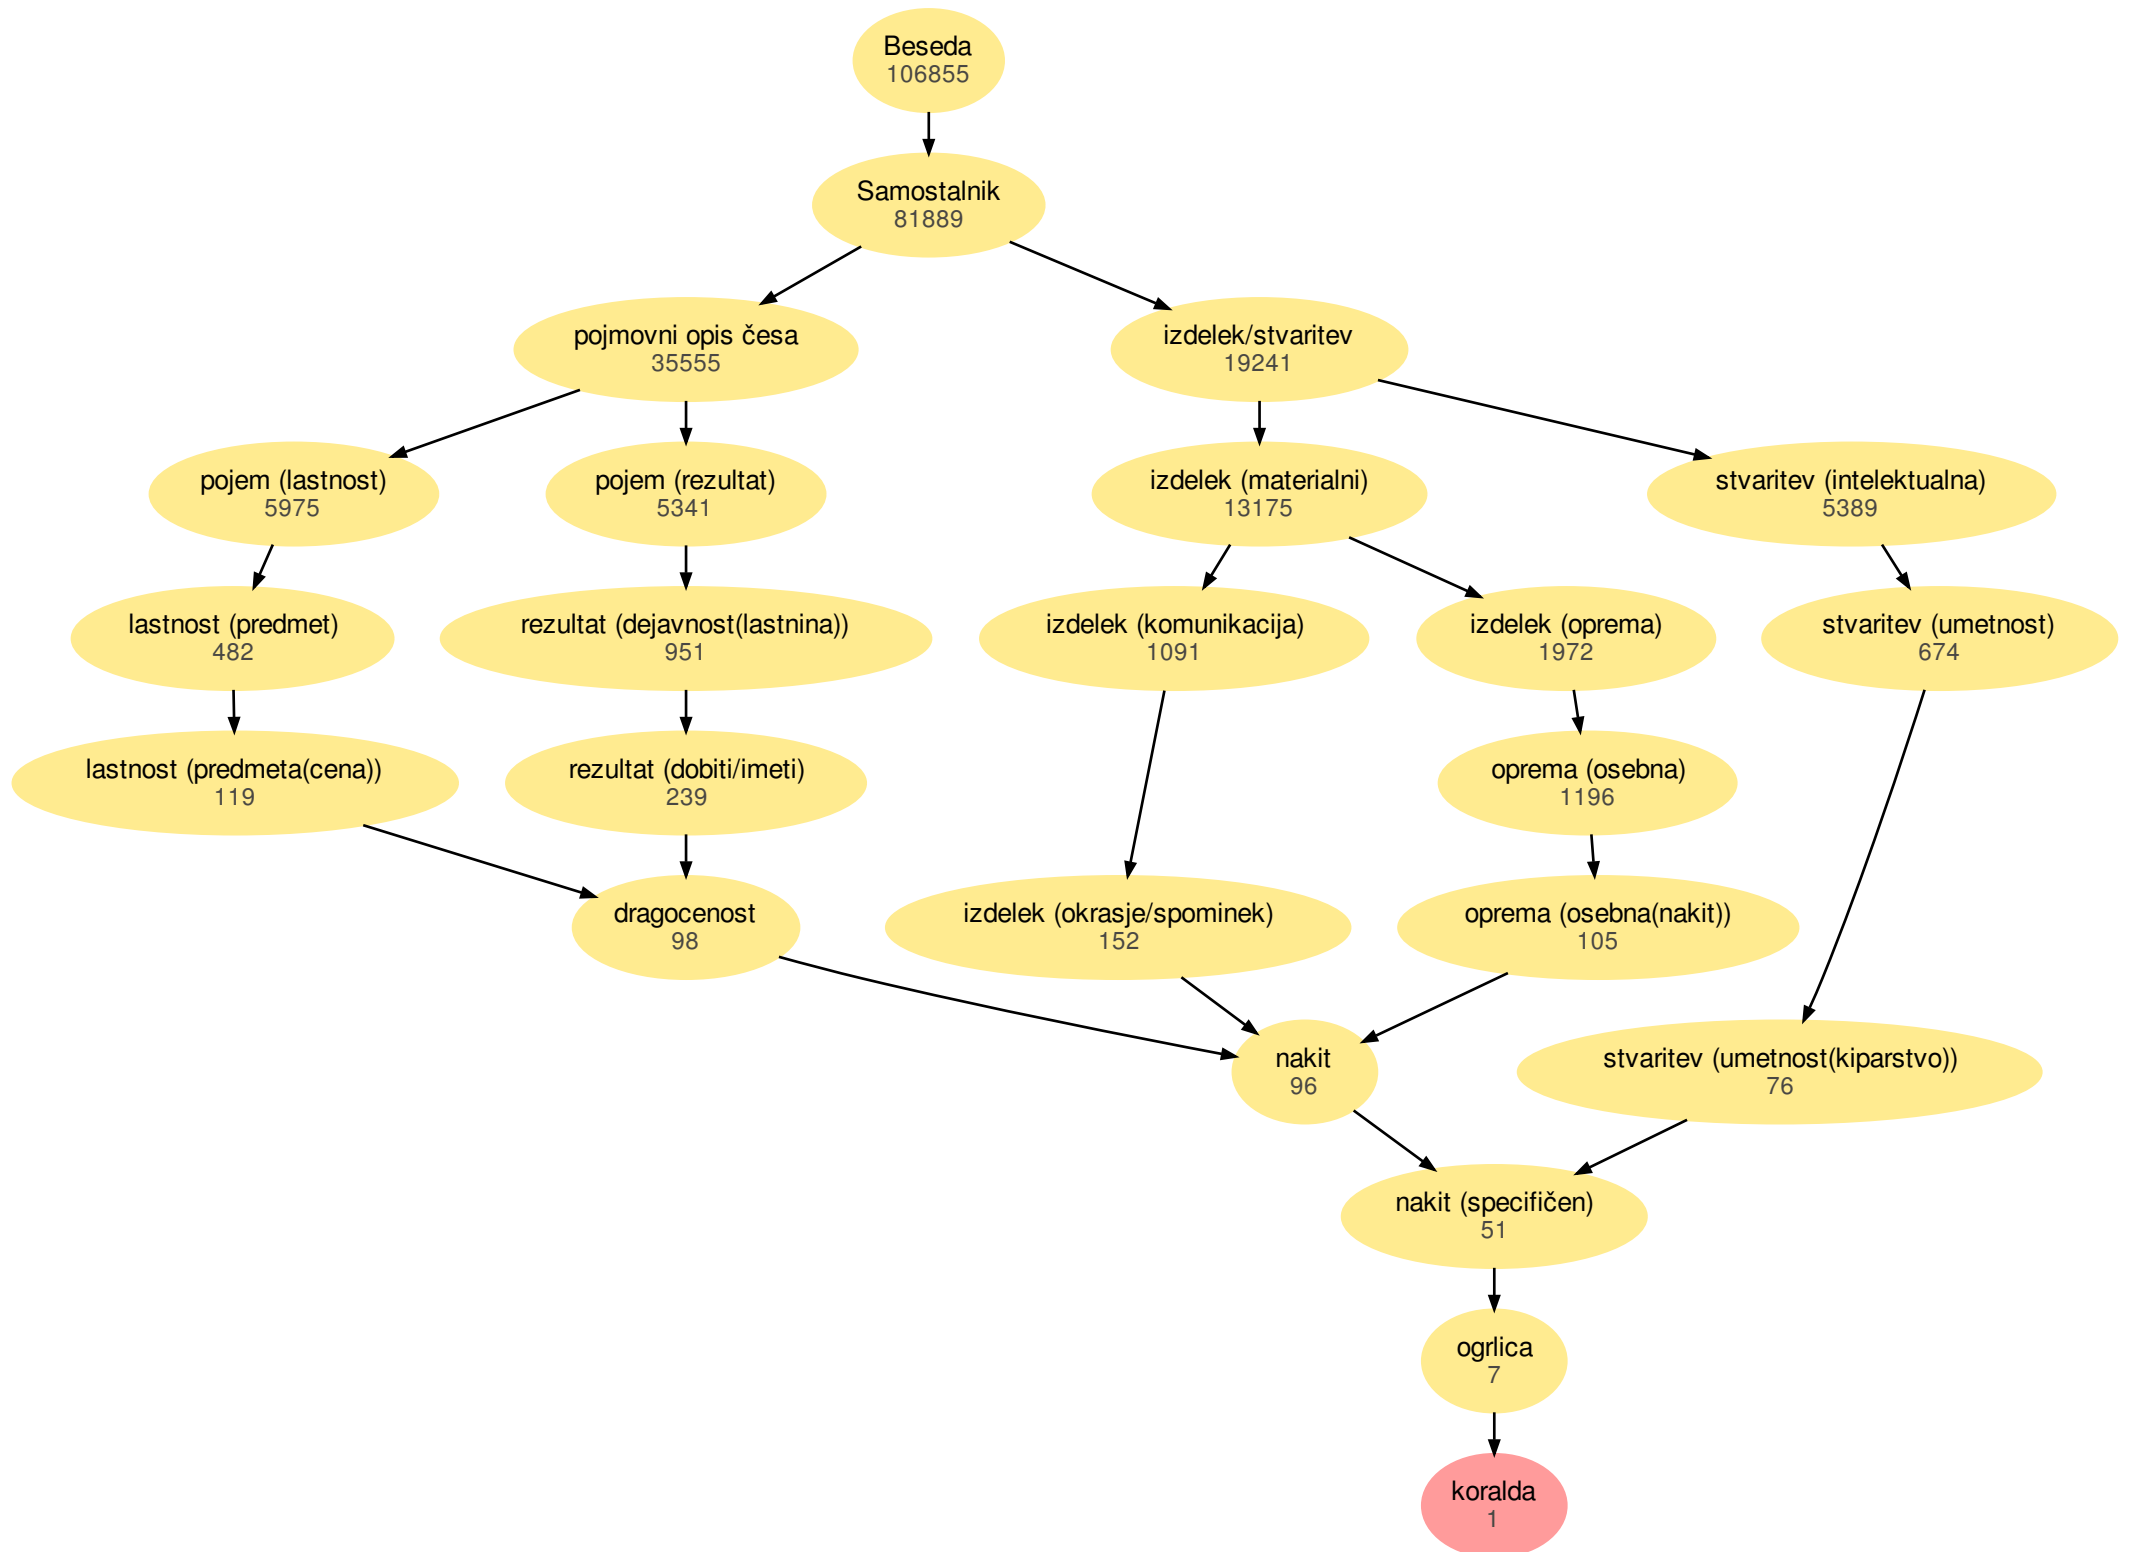 Beseda
106855
Samostalnik
81889
pojmovni opis česa
35555
izdelek/stvaritev
19241
pojem (lastnost)
5975
pojem (rezultat)
5341
izdelek (materialni)
13175
stvaritev (intelektualna)
5389
lastnost (predmet)
482
rezultat (dejavnost(lastnina))
951
izdelek (komunikacija)
1091
izdelek (oprema)
1972
stvaritev (umetnost)
674
lastnost (predmeta(cena))
119
rezultat (dobiti/imeti)
239
oprema (osebna)
1196
dragocenost
98
izdelek (okrasje/spominek)
152
oprema (osebna(nakit))
105
nakit
96
stvaritev (umetnost(kiparstvo))
76
nakit (specifičen)
51
ogrlica
7
koralda
1